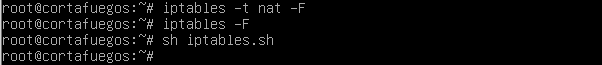 root@cortafuegos:~# iptables -t nat -F
root@cortafuegos:~# iptables -F
root@cortafuegos:~# sh iptables.sh
root@cortafuegos:~#